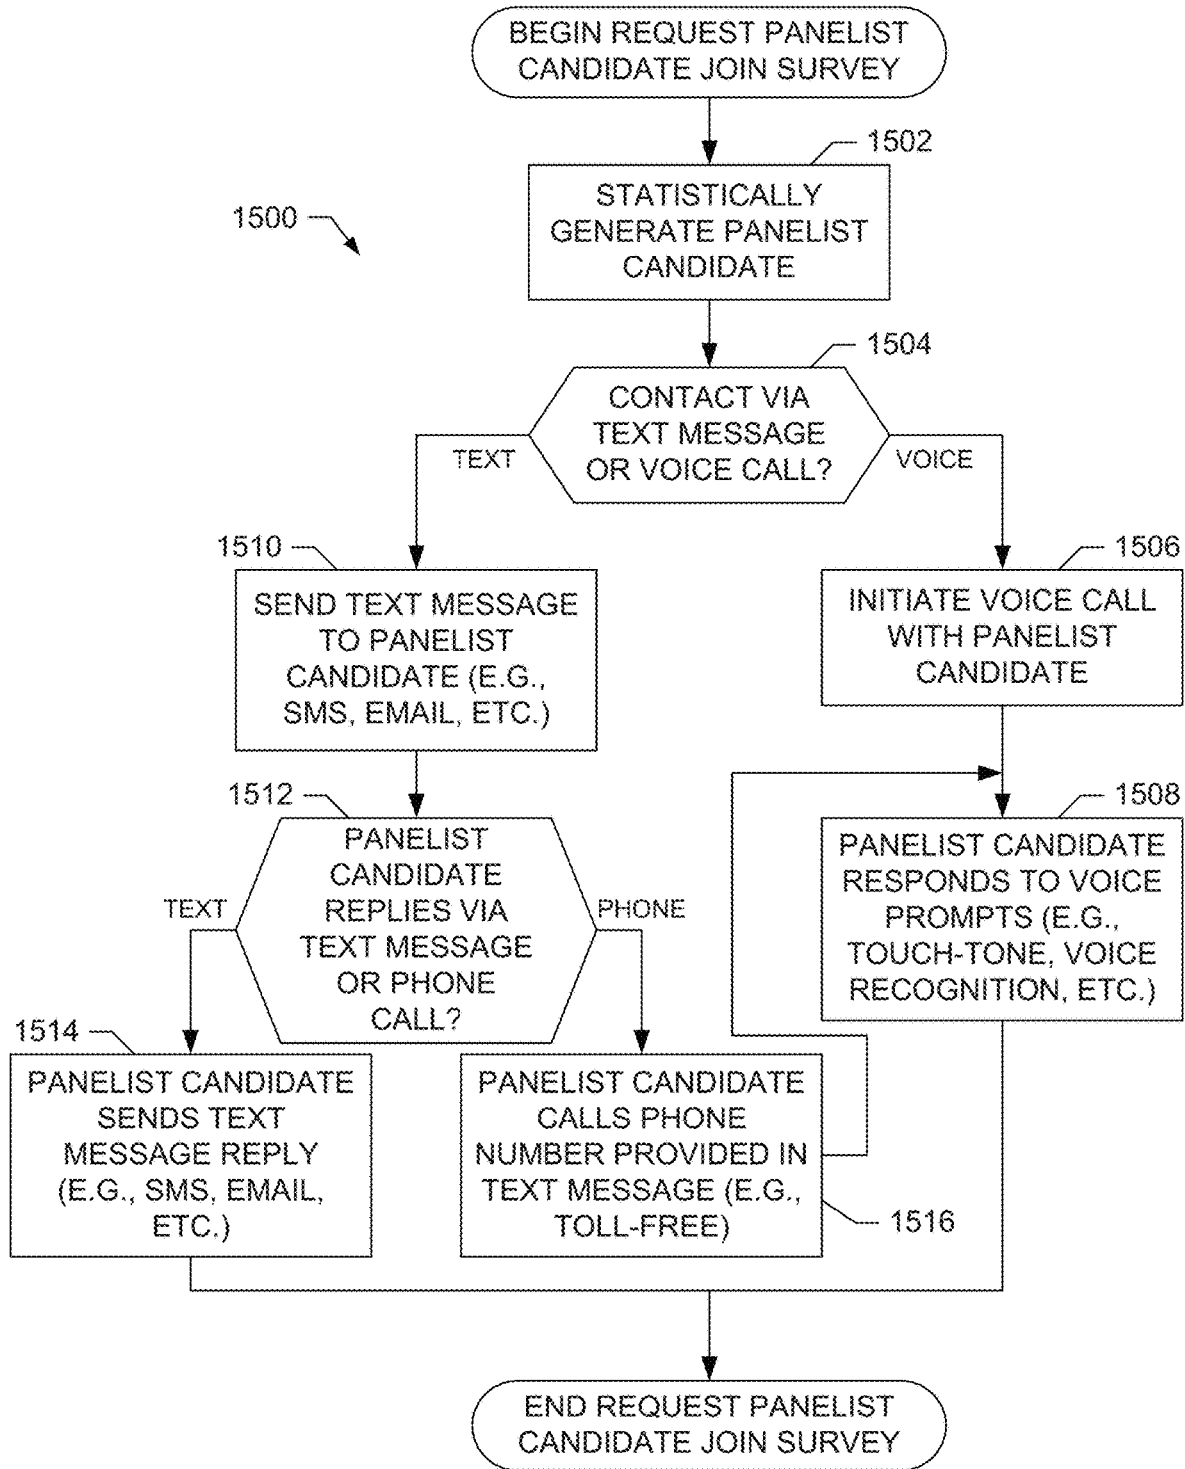 BEGIN REQUEST PANELIST
CANDIDATE JOIN SURVEY
1502
STATISTICALLY
GENERATE PANELIST
CANDIDATE
1500
1504
CONTACT VIA
TEXT MESSAGE
OR VOICE CALL?
TEXT
VOICE
1510
SEND TEXT MESSAGE
TO PANELIST
CANDIDATE (E.G.,
SMS, EMAIL, ETC.)
1506
INITIATE VOICE CALL
WITH PANELIST
CANDIDATE
1512
PANELIST
CANDIDATE
REPLIES VIA
TEXT MESSAGE
OR PHONE
CALL?
TEXT
PHONE
1508
PANELIST CANDIDATE
RESPONDS TO VOICE
PROMPTS (E.G.,
TOUCH-TONE, VOICE
RECOGNITION, ETC.)
1514
PANELIST CANDIDATE
SENDS TEXT
MESSAGE REPLY
(E.G., SMS, EMAIL,
ETC.)
PANELIST CANDIDATE
CALLS PHONE
NUMBER PROVIDED IN
TEXT MESSAGE (E.G.,
TOLL-FREE)
1516
END REQUEST PANELIST
CANDIDATE JOIN SURVEY